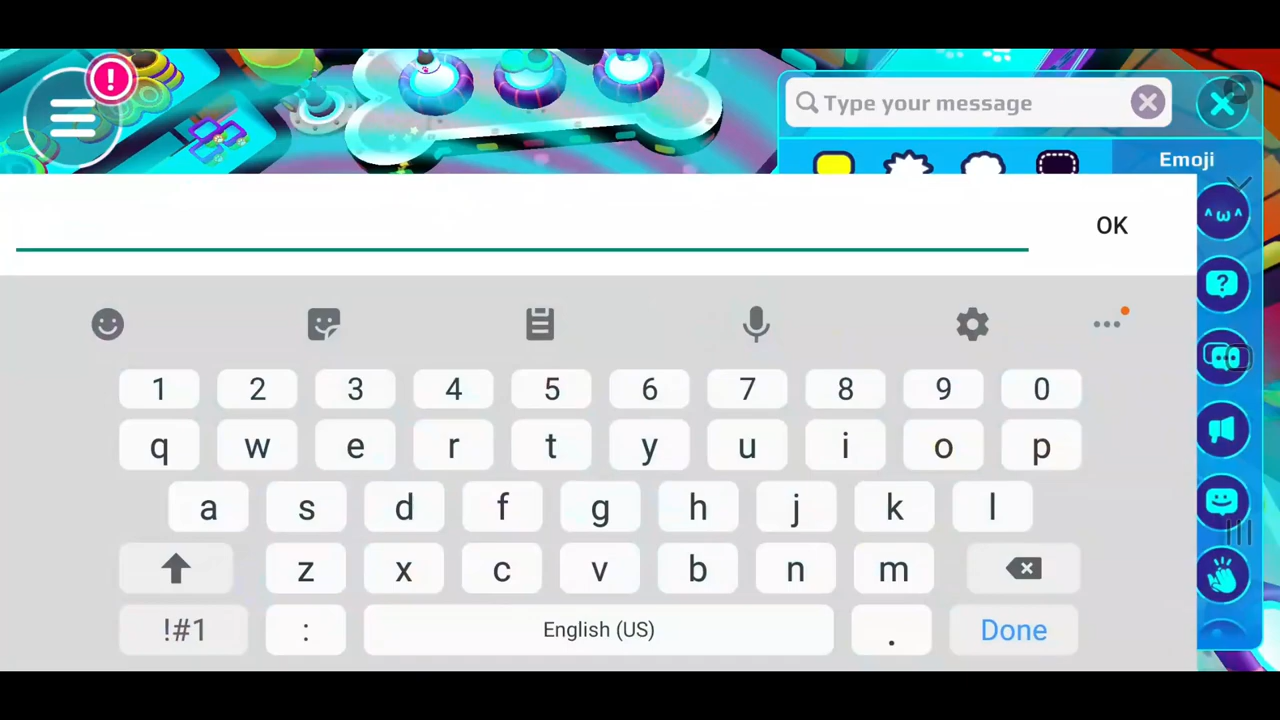 !
Type your message
Emoji
^ω^
OK
?
1 2 3 4 5 6 7 8 9 0
q w e r t y u i o p
a s d f g h j k l
z x c v b n m
!#1 : English (US) . Done